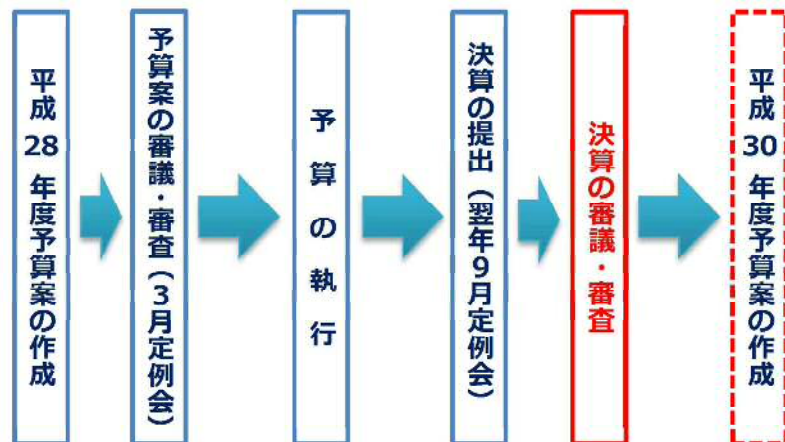 平成28年度予算案の作成
予算案の審議・審査(3月定例会)
予算の執行
決算の提出(翌年9月定例会)
決算の審議・審査
平成30年度予算案の作成